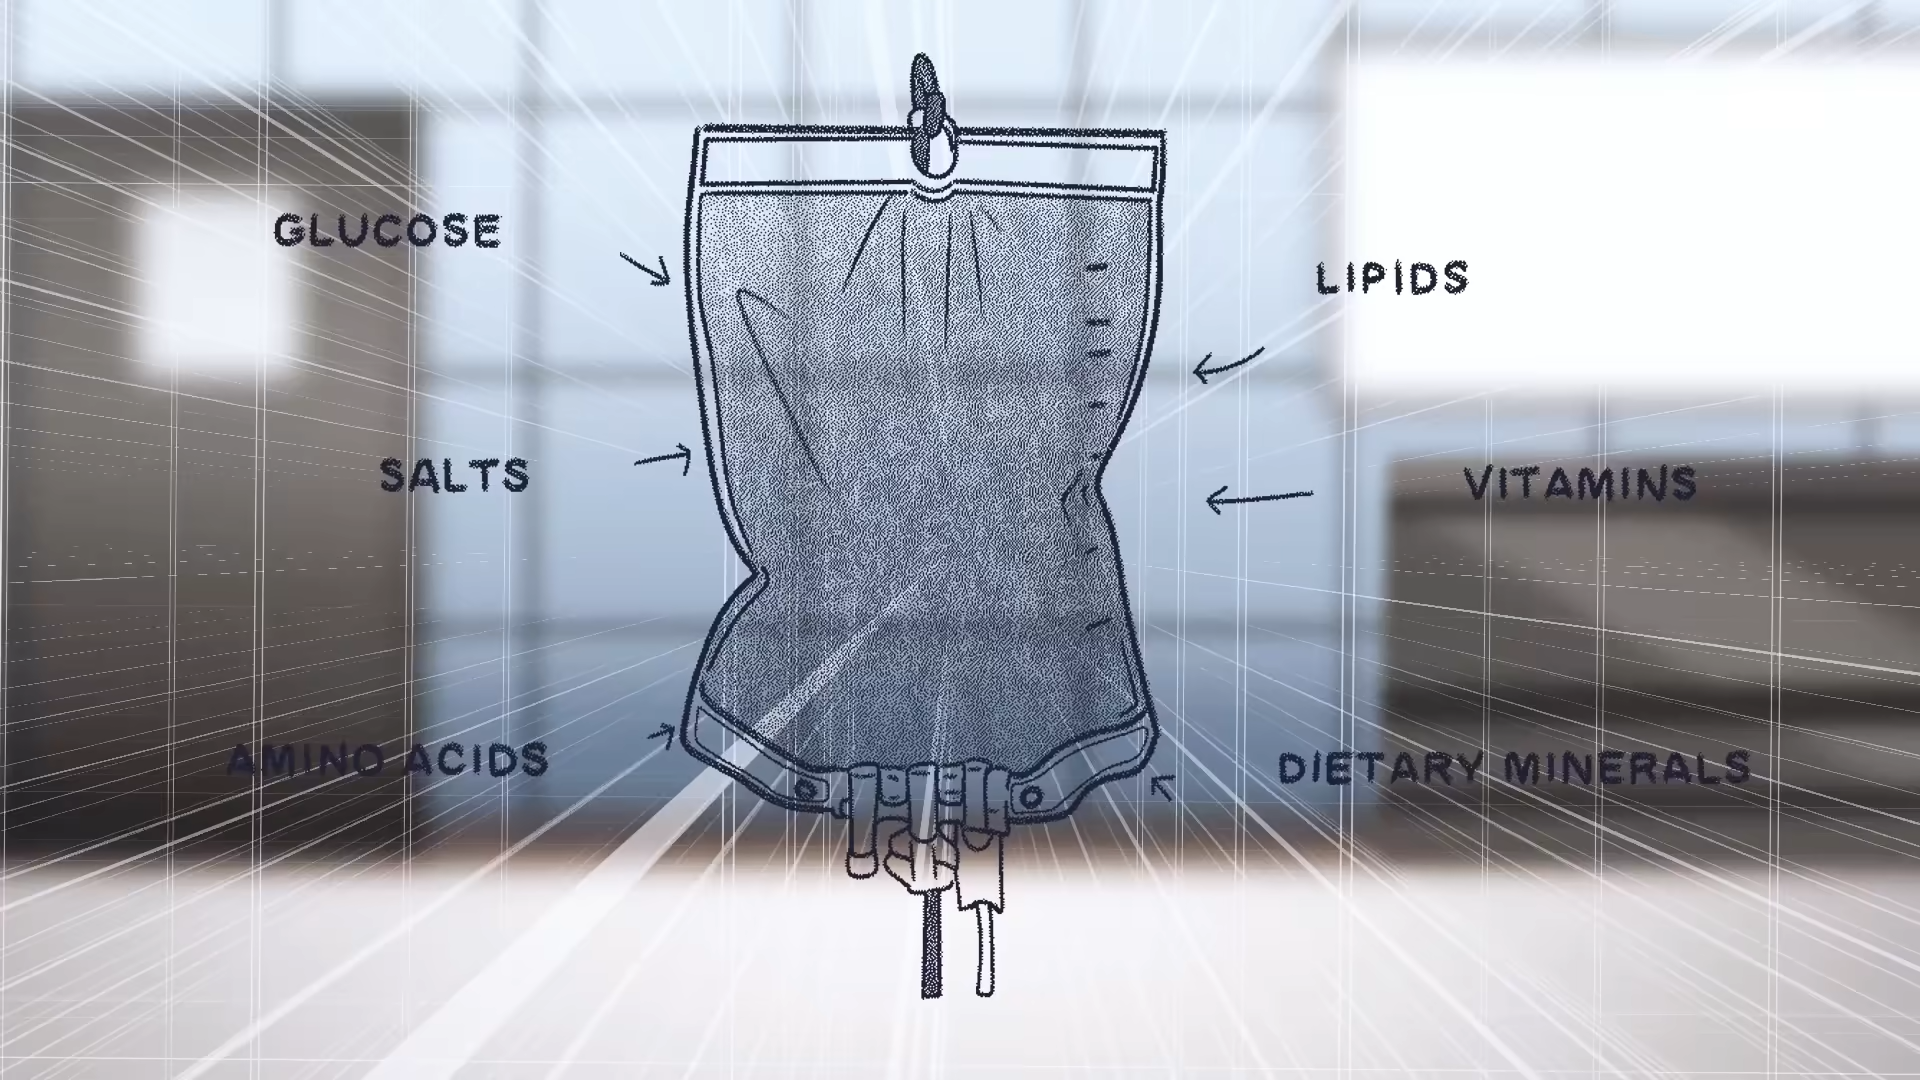 GLUCOSE
LIPIDS
SALTS
VITAMINS
AMINO ACIDS
DIETARY MINERALS